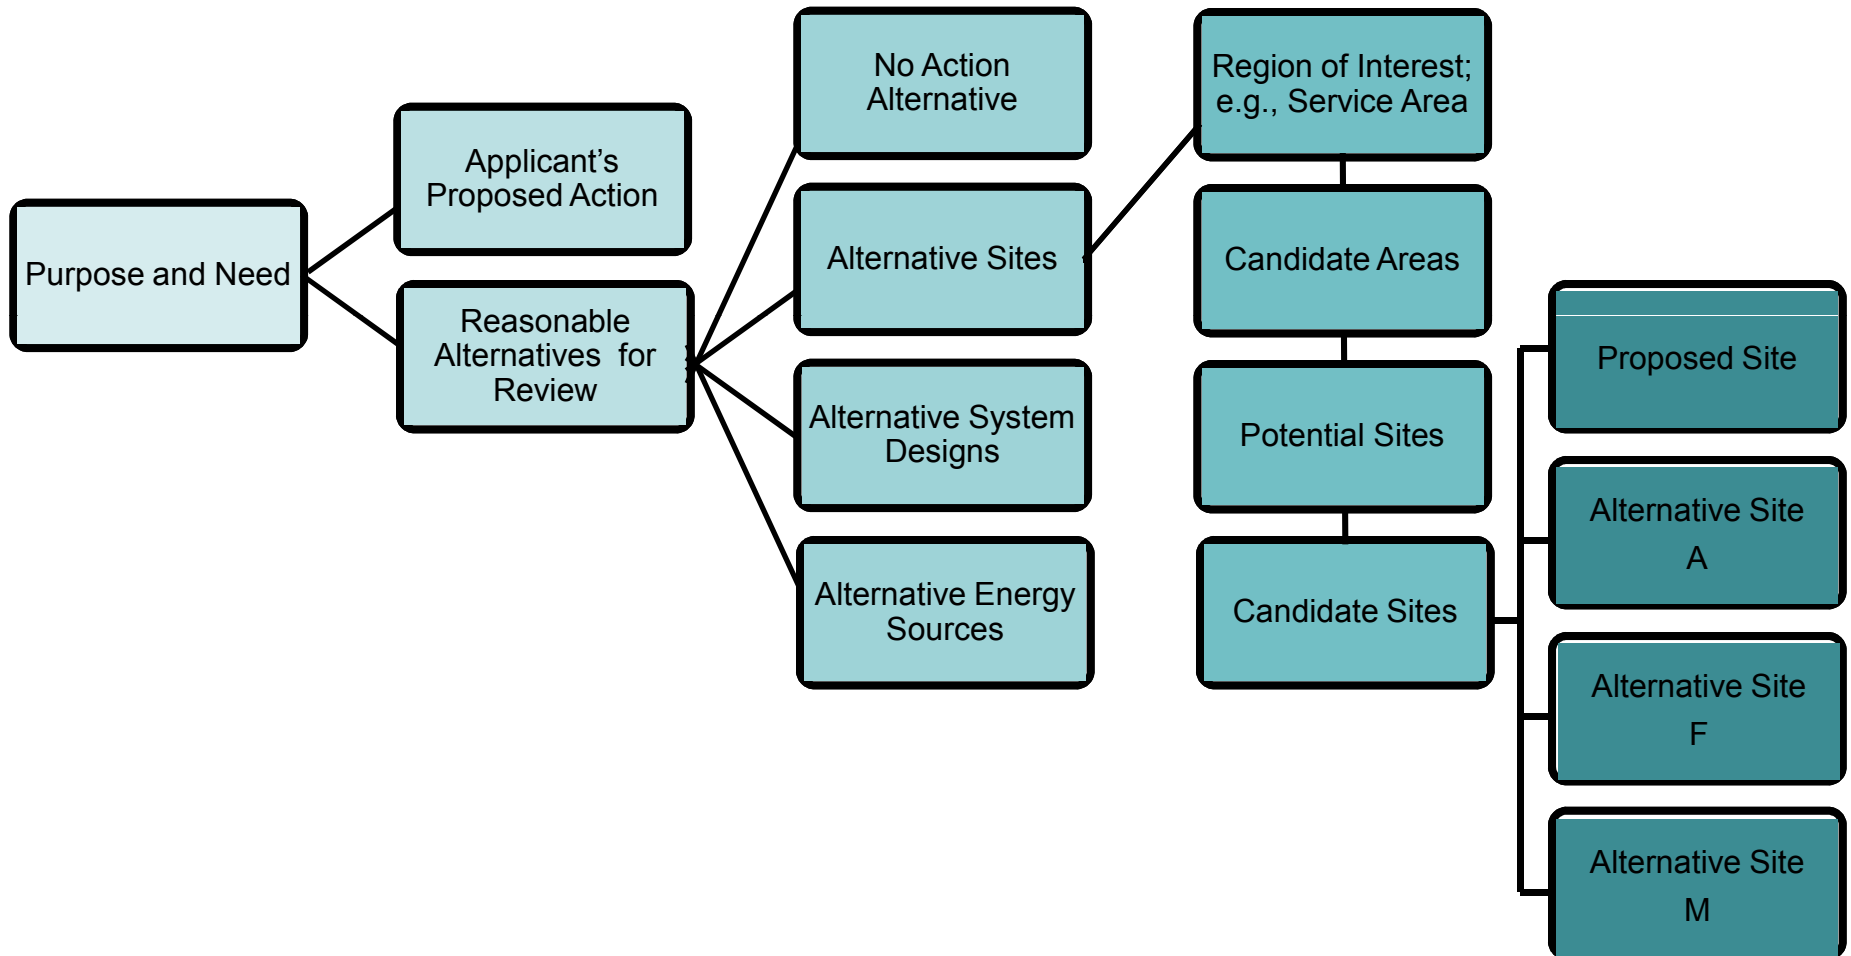 Purpose and Need
Applicant’s
Proposed Action
Reasonable
Alternatives for
Review
No Action
Alternative
Alternative Sites
Alternative System
Designs
Alternative Energy
Sources
Region of Interest;
e.g., Service Area
Candidate Areas
Potential Sites
Candidate Sites
Proposed Site
Alternative Site
A
Alternative Site
F
Alternative Site
M